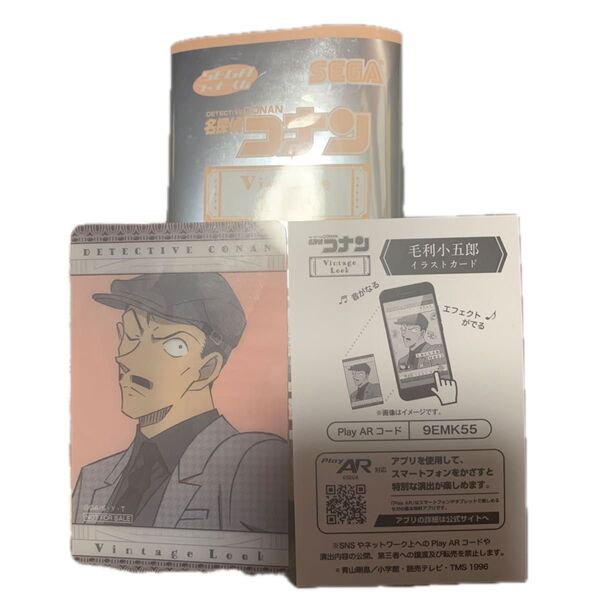 SEGA
ラッキーくじ
SEGA
DETECTIVE CONAN
名探偵コナン
Vintage
DETECTIVE CONAN
NOT FOR SALE
Vintage Look
名探偵コナン
Vintage
Look
毛利小五郎
イラストカード
音がなる
エフェクト
がでる
※画像はイメージです。
Play ARコード
9EMK55
Play AR
©SEGA
対応
アプリを使用して、
スマートフォンをかざすと
特別な演出が楽しめます。
アプリの詳細は公式サイトへ
※SNSやネットワーク上へのPlay ARコードや
演出内容の公開、第三者への譲渡及び転売を禁止します。
※青山剛昌/小学館・読売テレビ・TMS 1996